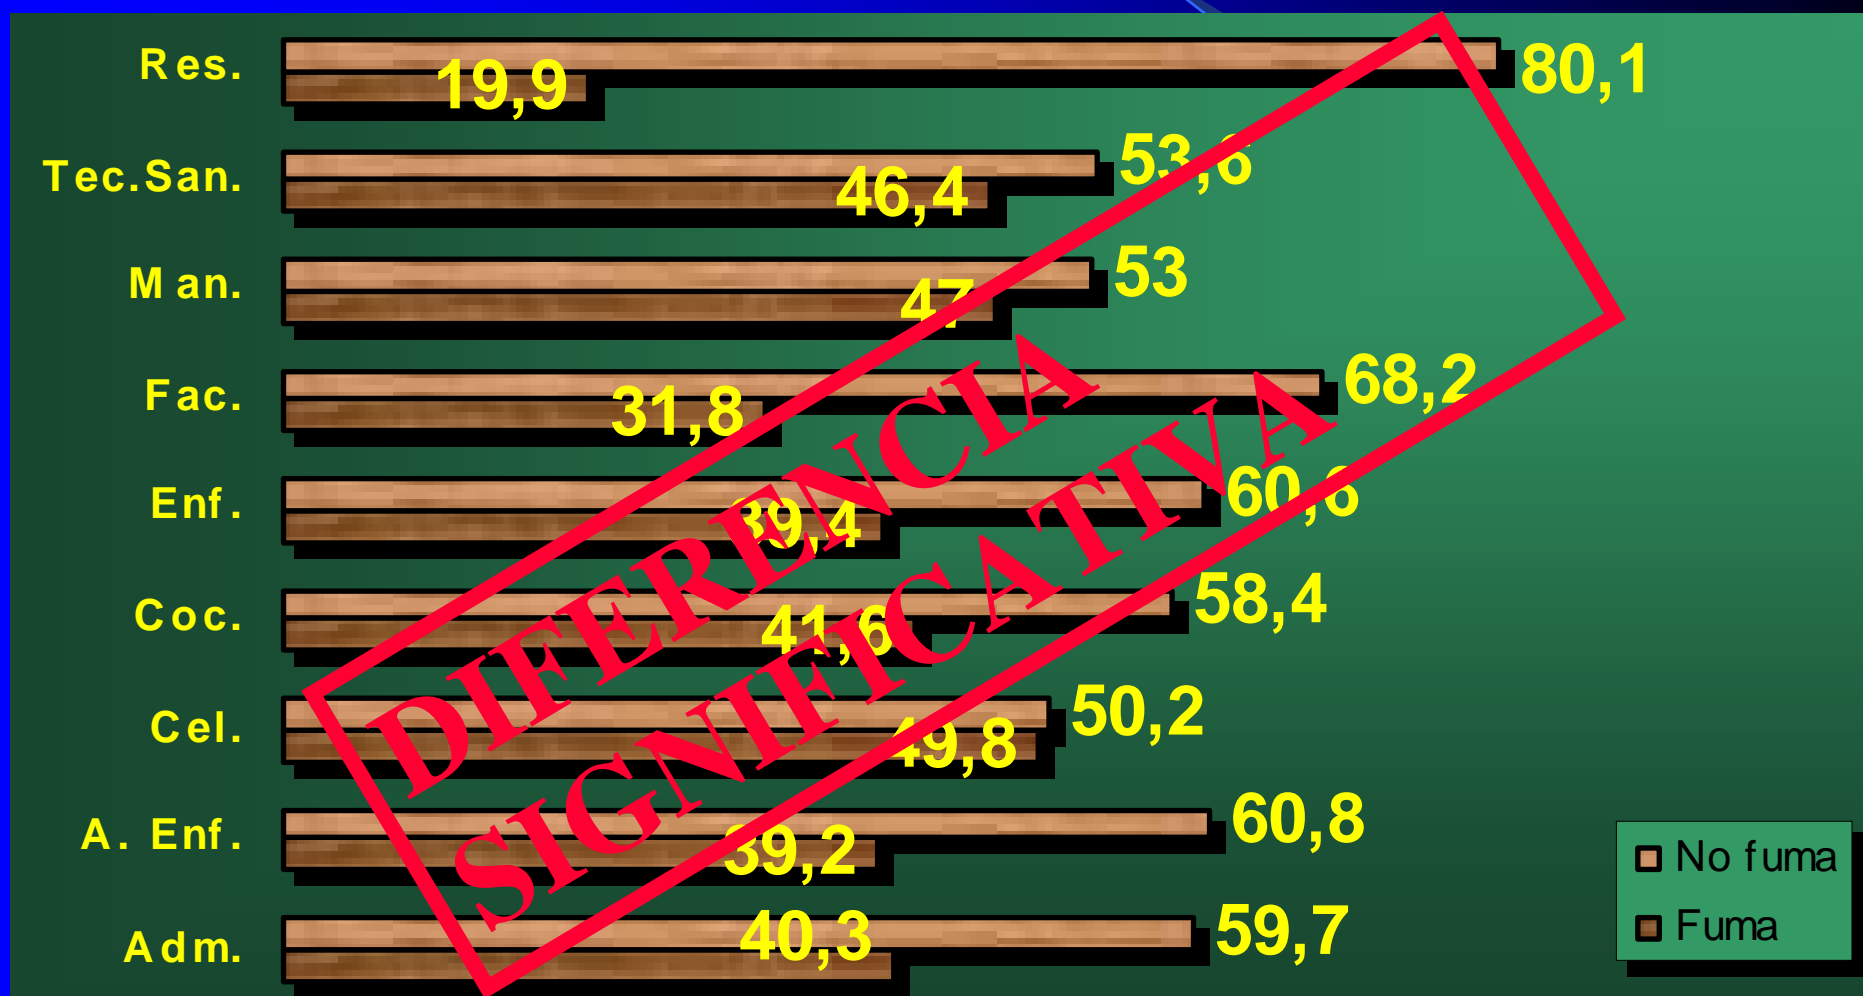 Res.
80,1
19,9
Tec.San.
53,6
46,4
Man.
53
47
Fac.
68,2
31,8
Enf.
60,6
39,4
Coc.
58,4
41,6
Cel.
50,2
49,8
A. Enf.
60,8
39,2
Adm.
59,7
40,3
DIFERENCIA
SIGNIFICATIVA
No fuma
Fuma